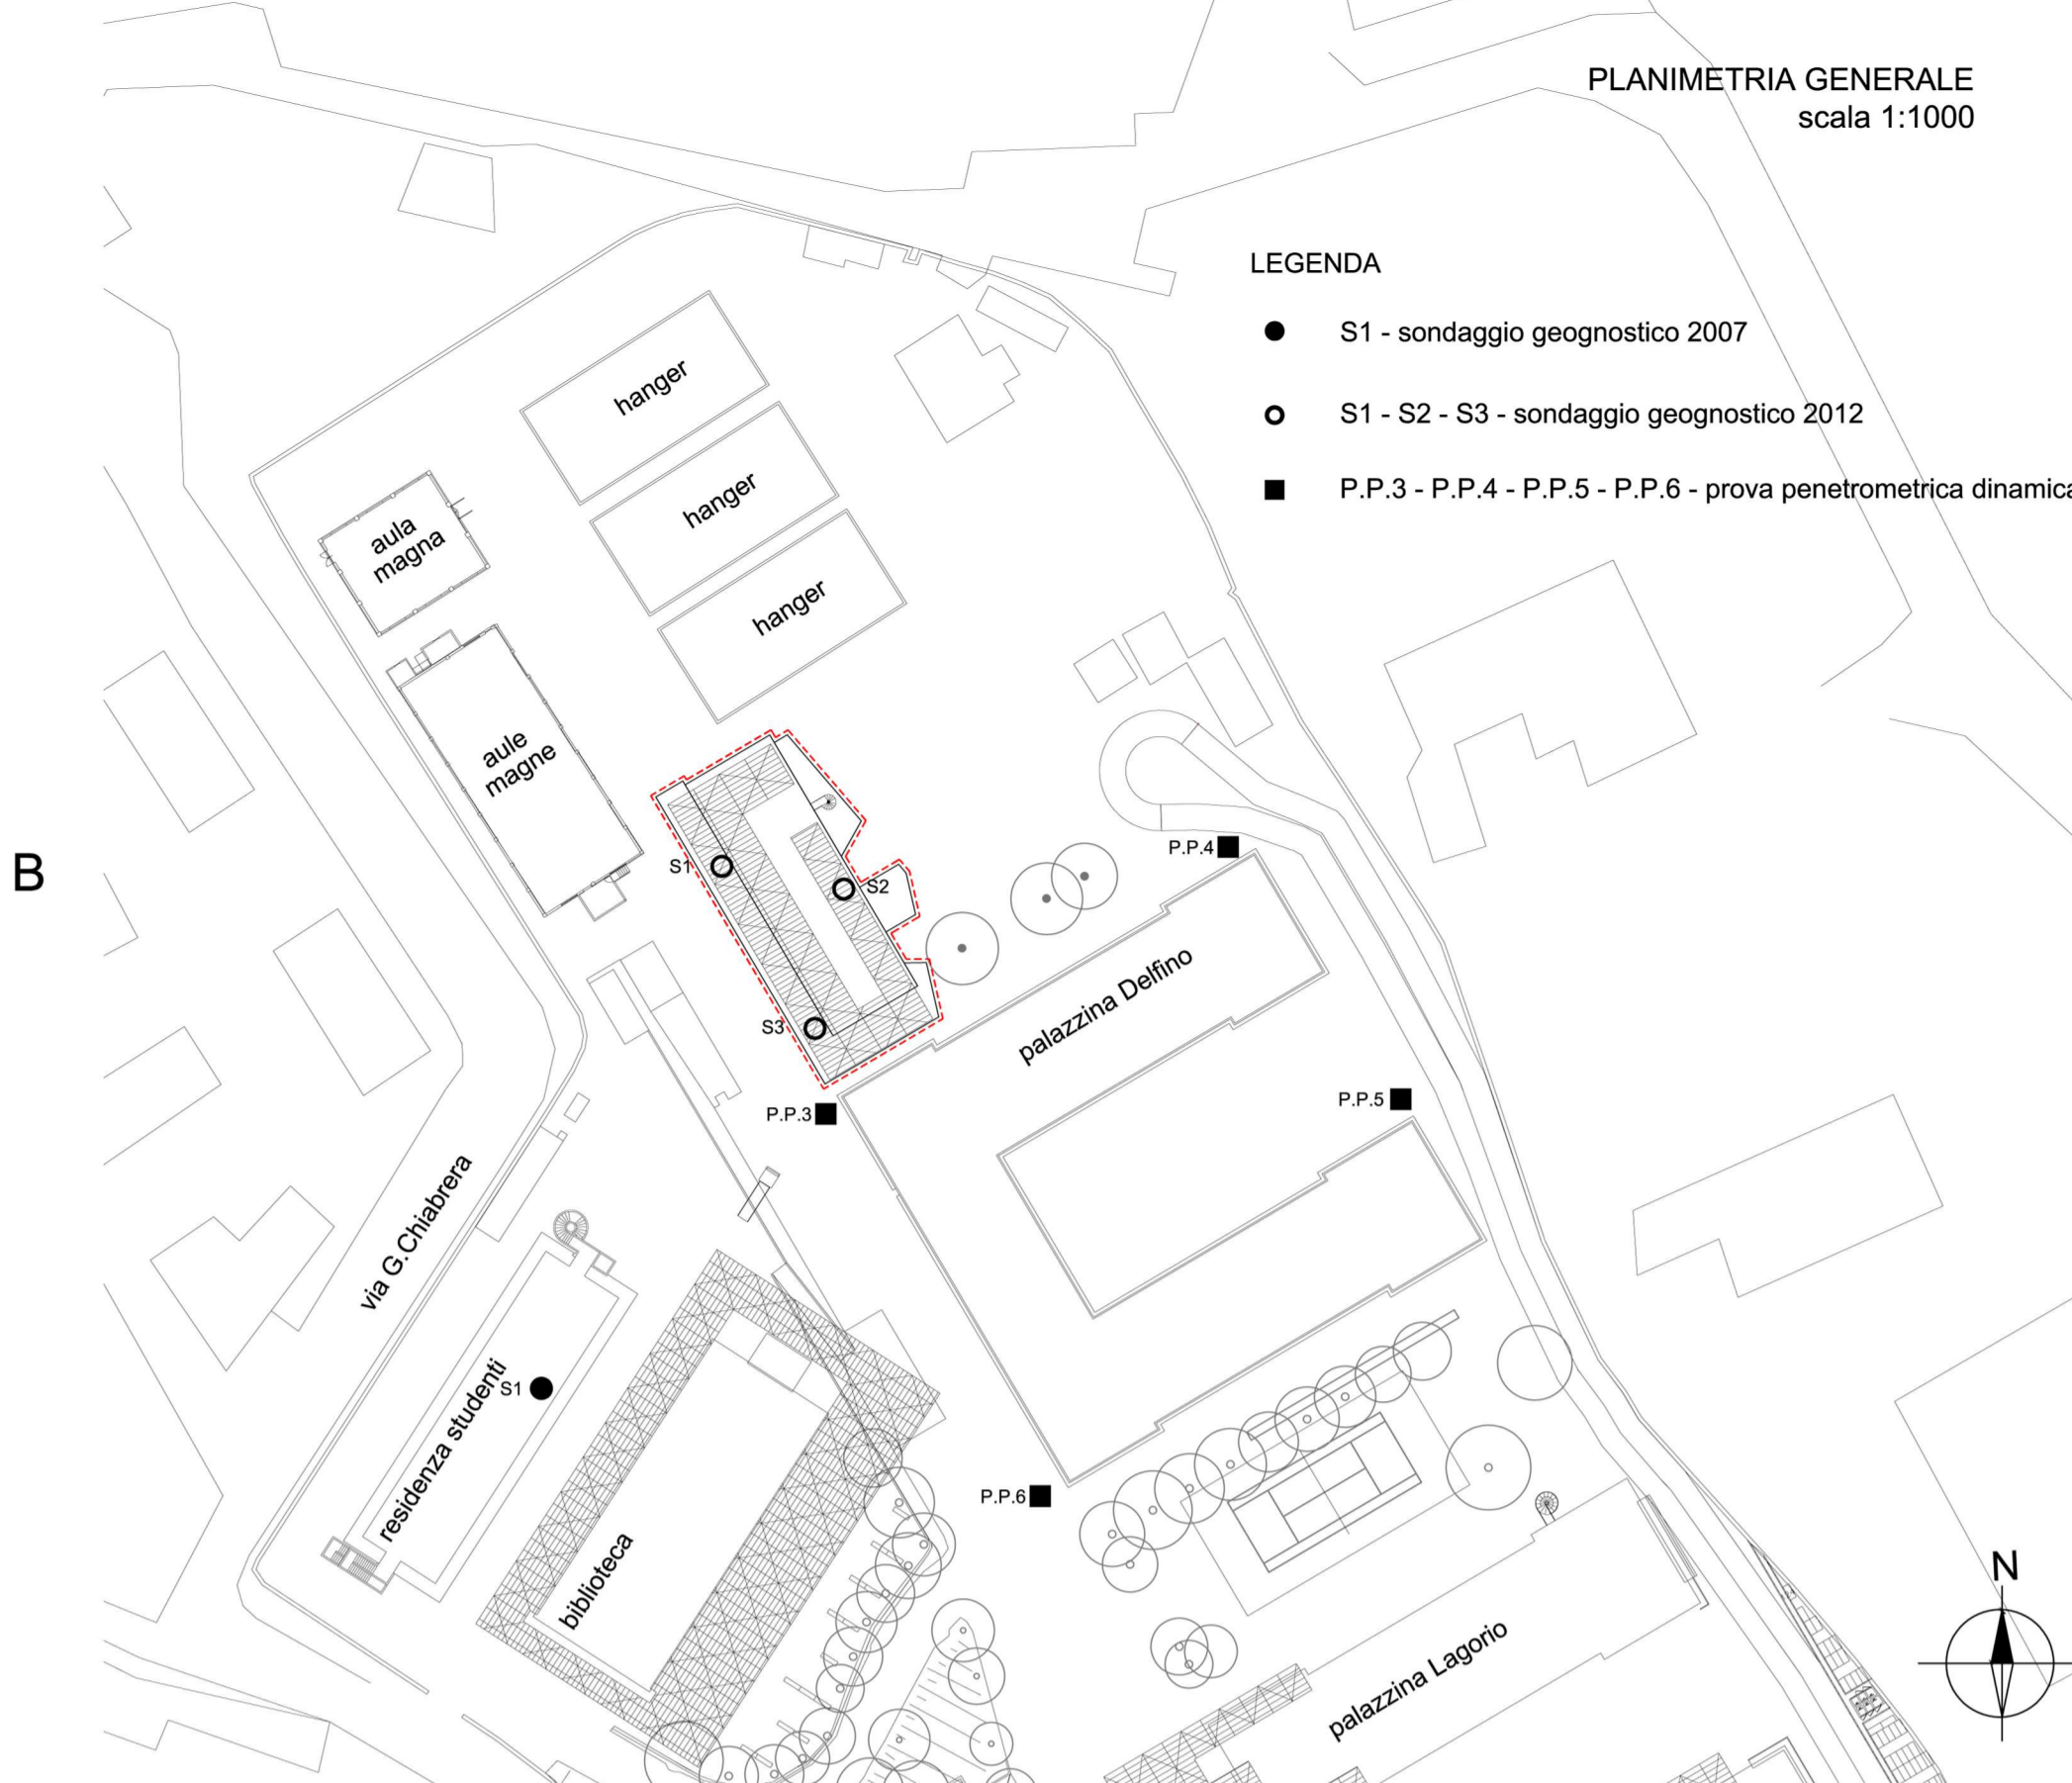 PLANIMETRIA GENERALE
scala 1:1000
LEGENDA
S1 - sondaggio geognostico 2007
S1 - S2 - S3 - sondaggio geognostico 2012
P.P.3 - P.P.4 - P.P.5 - P.P.6 - prova penetrometrica dinamica
hanger
hanger
hanger
aula
magna
aule
magne
B
S1
S2
S3
P.P.4
palazzina Delfino
P.P.3
P.P.5
via G.Chiabrera
residenza studenti
S1
biblioteca
P.P.6
palazzina Lagorio
N